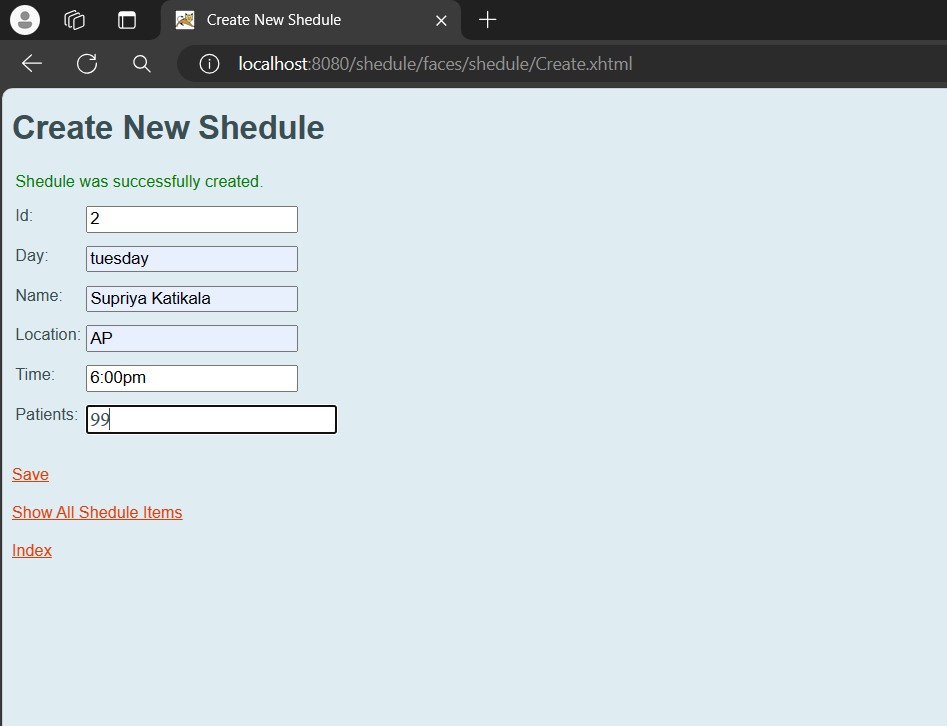 Create New Shedule
localhost:8080/shedule/faces/shedule/Create.xhtml
Create New Shedule
Shedule was successfully created.
Id: 2
Day: tuesday
Name: Supriya Katikala
Location: AP
Time: 6:00pm
Patients: 99
Save
Show All Shedule Items
Index